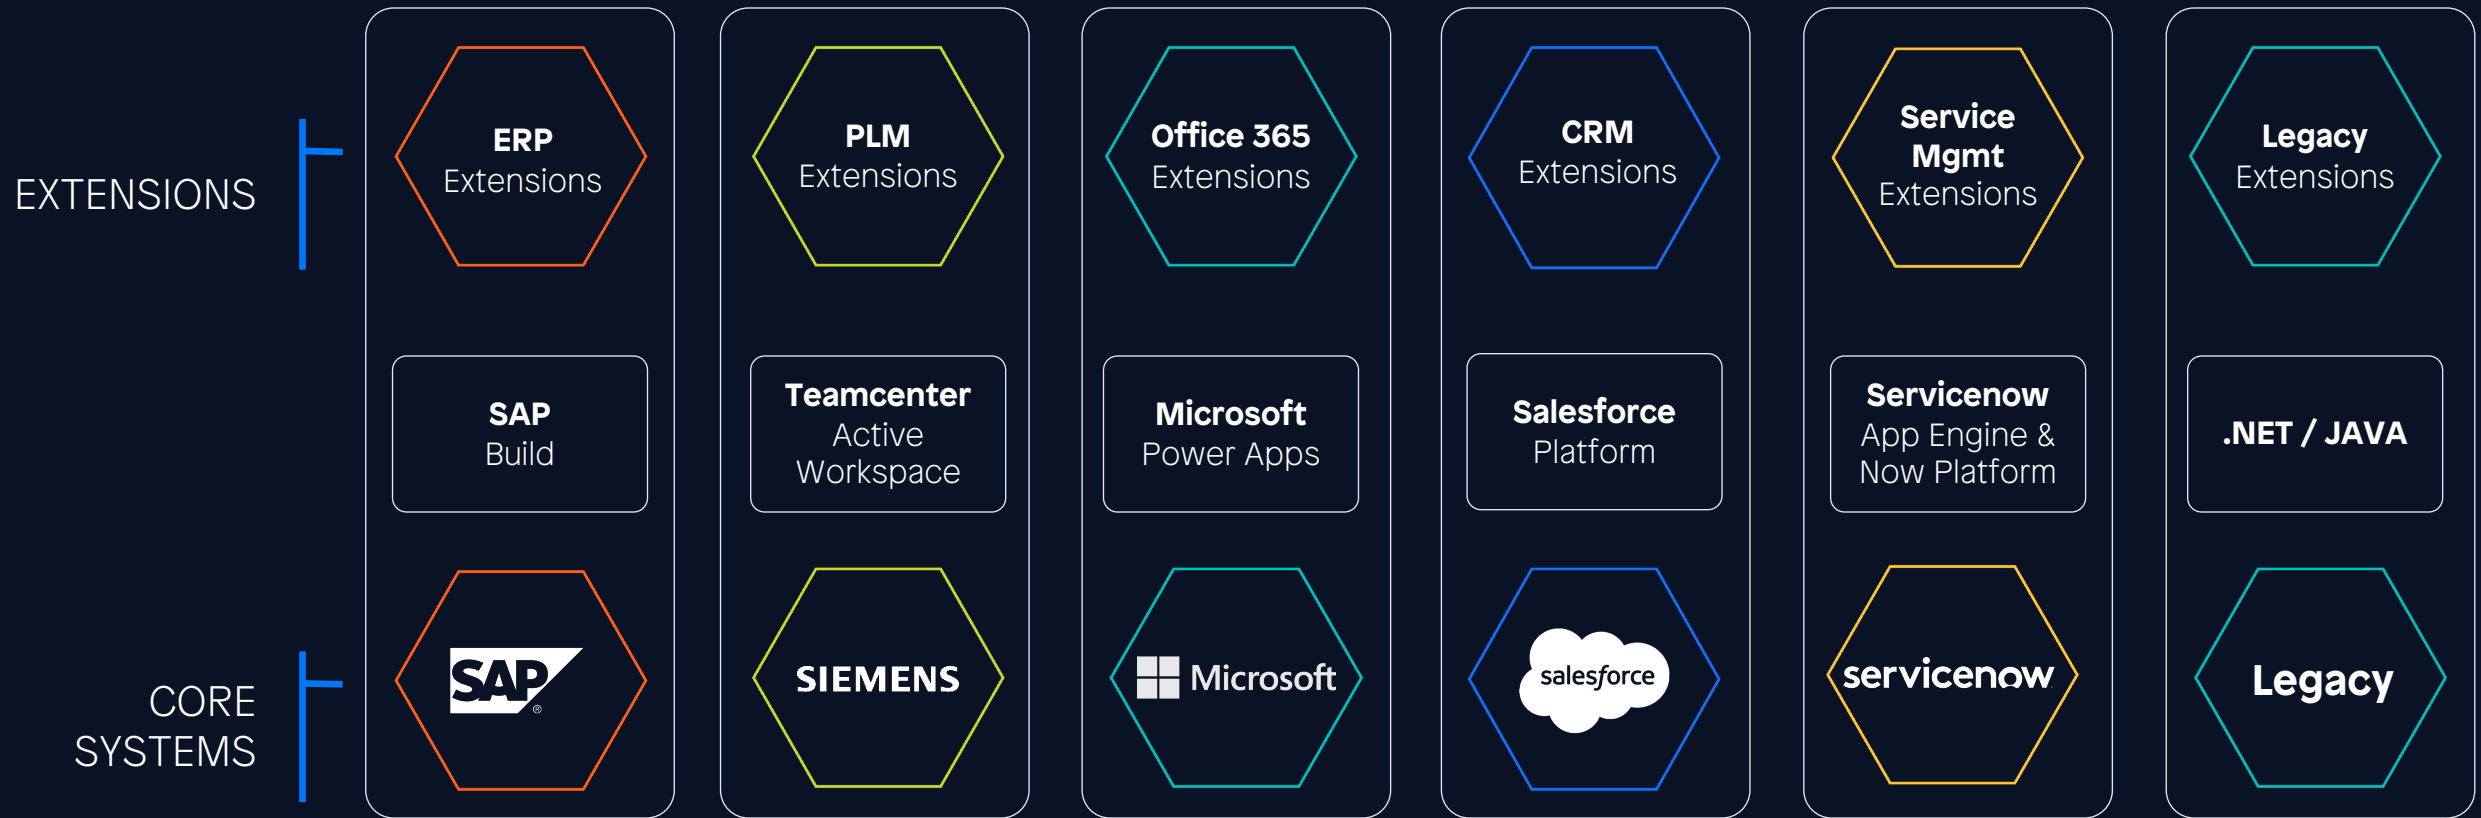 EXTENSIONS
ERP
Extensions
PLM
Extensions
Office 365
Extensions
CRM
Extensions
Service
Mgmt
Extensions
Legacy
Extensions
SAP
Build
Teamcenter
Active
Workspace
Microsoft
Power Apps
Salesforce
Platform
Servicenow
App Engine &
Now Platform
.NET / JAVA
CORE
SYSTEMS
SAP®
SIEMENS
Microsoft
salesforce
servicenow
Legacy